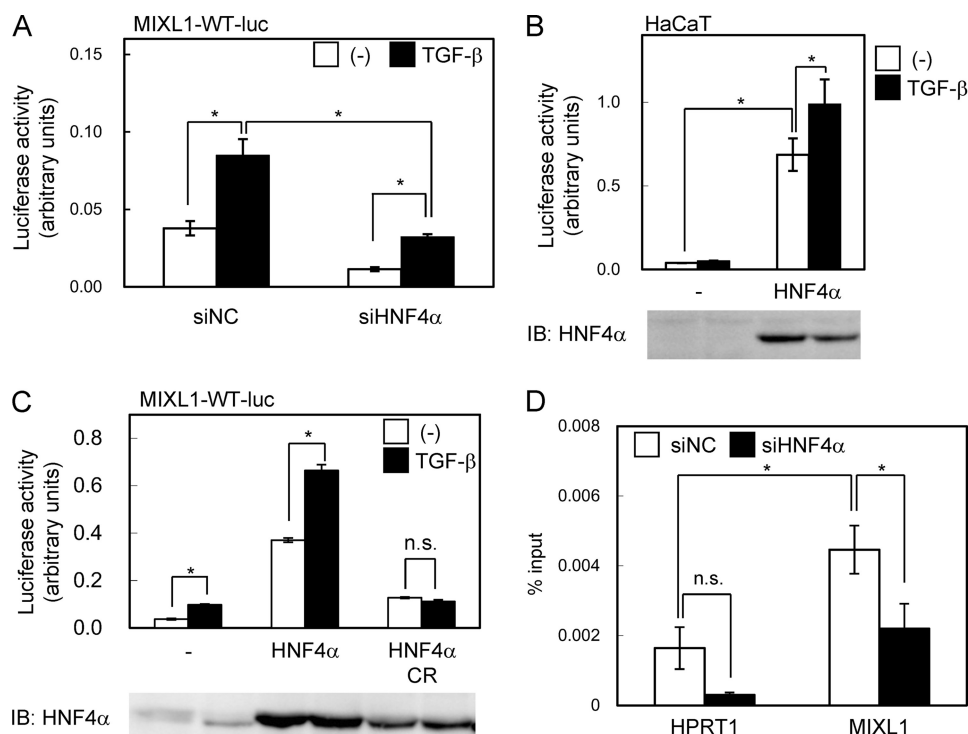 A
MIXL1-WT-luc
(-) TGF-β
Luciferase activity
(arbitrary units)
0.15
0.10
0.05
0.00
*
*
*
siNC siHNF4α
B
HaCaT
(-)
TGF-β
Luciferase activity
(arbitrary units)
1.0
0.5
0.0
*
*
- HNF4α
IB: HNF4α
C
MIXL1-WT-luc
(-)
TGF-β
Luciferase activity
(arbitrary units)
0.8
0.6
0.4
0.2
0.0
*
*
n.s.
- HNF4α HNF4α
CR
IB: HNF4α
D
siNC siHNF4α
% input
0.008
0.006
0.004
0.002
0
*
*
n.s.
HPRT1 MIXL1